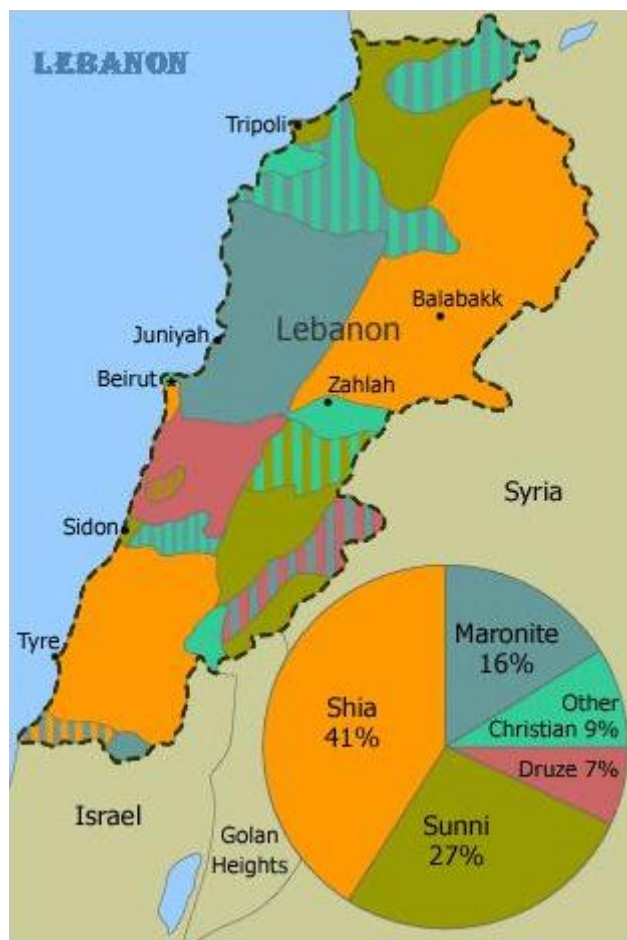 LEBANON
Tripoli
Balabakk
Lebanon
Juniyah
Beirut
Zahlah
Syria
Sidon
Tyre
Israel
Golan
Heights
Maronite
16%
Other
Christian 9%
Druze 7%
Shia
41%
Sunni
27%